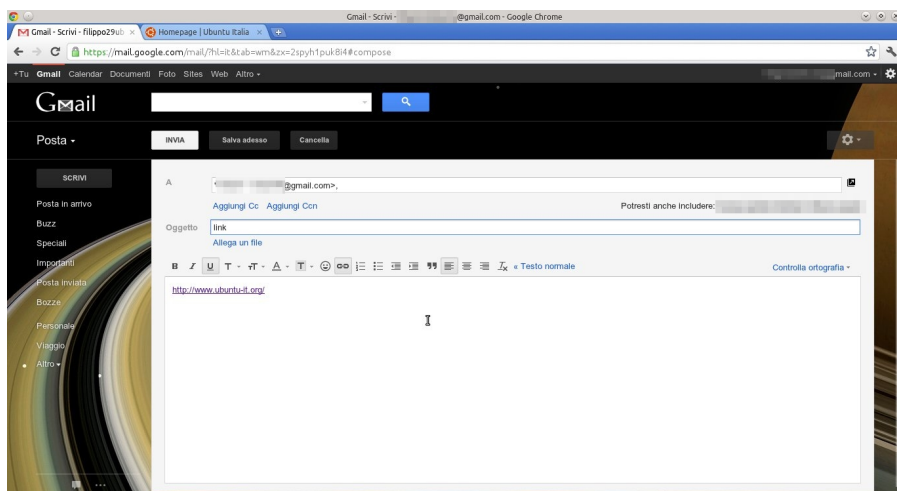 Gmail - Scrivi - @gmail.com - Google Chrome
Gmail - Scrivi - filippo29ub × Homepage | Ubuntu Italia ×
https://mail.google.com/mail/?hl=it&tab=wm&zx=2spyh1puk8i4#compose
+Tu Gmail Calendar Documenti Foto Sites Web Altro mail.com
Gmail
Posta INVIA Salva adesso Cancella
SCRIVI
A @gmail.com>,
Posta in arrivo Aggiungi Cc Aggiungi Ccn Potresti anche includere:
Buzz Oggetto link
Speciali Allega un file
Importanti B I U T T A T Tx « Testo normale Controlla ortografia
Posta inviata http://www.ubuntu-it.org/
Bozze
Personale
Viaggio
Altro